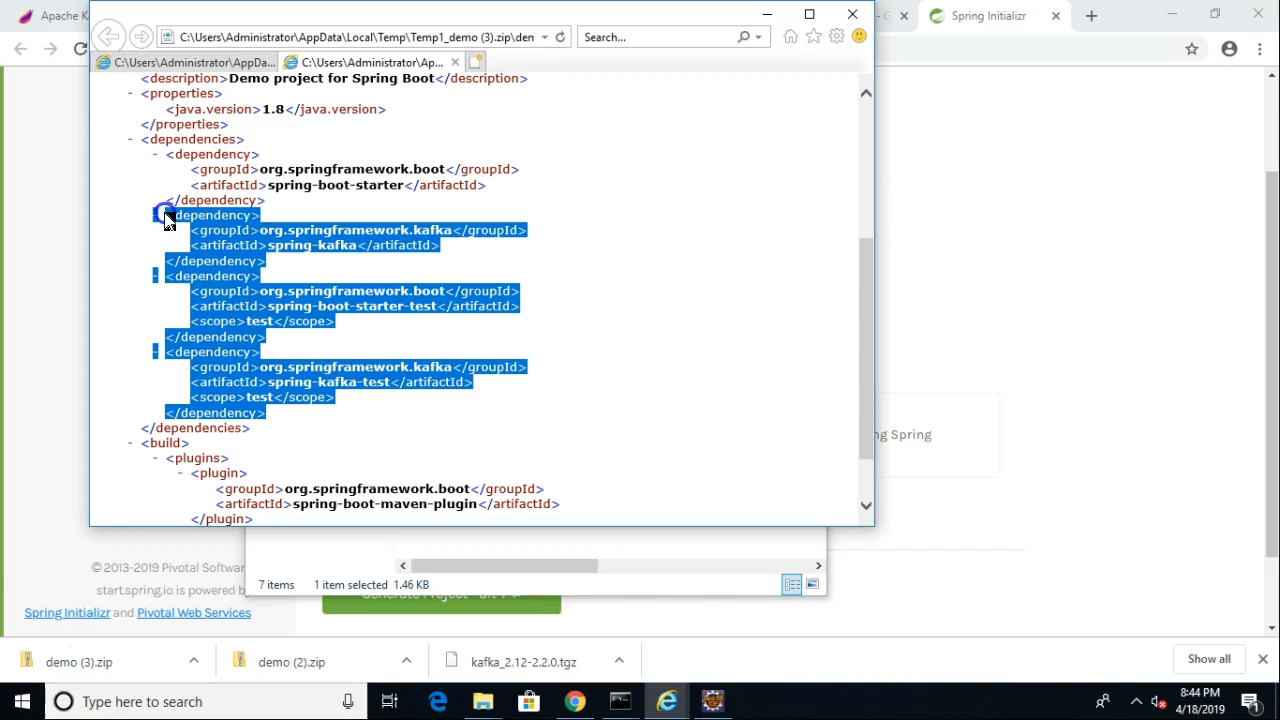 Apache Ka
Spring Initializr
C:\Users\Administrator\AppData\Local\Temp\Temp1_demo (3).zip\den
Search...
C:\Users\Administrator\AppDa...
C:\Users\Administrator\Ap...
<description>Demo project for Spring Boot</description>
- <properties>
<java.version>1.8</java.version>
</properties>
- <dependencies>
- <dependency>
<groupId>org.springframework.boot</groupId>
<artifactId>spring-boot-starter</artifactId>
</dependency>
- <dependency>
<groupId>org.springframework.kafka</groupId>
<artifactId>spring-kafka</artifactId>
</dependency>
- <dependency>
<groupId>org.springframework.boot</groupId>
<artifactId>spring-boot-starter-test</artifactId>
<scope>test</scope>
</dependency>
- <dependency>
<groupId>org.springframework.kafka</groupId>
<artifactId>spring-kafka-test</artifactId>
<scope>test</scope>
</dependency>
</dependencies>
- <build>
- <plugins>
- <plugin>
<groupId>org.springframework.boot</groupId>
<artifactId>spring-boot-maven-plugin</artifactId>
</plugin>
ng Spring
© 2013-2019 Pivotal Softwar
start.spring.io is powered b
Spring Initializr and Pivotal Web Services
7 items 1 item selected 1.46 KB
demo (3).zip
demo (2).zip
kafka_2.12-2.2.0.tgz
Show all
Type here to search
8:44 PM
4/18/2019